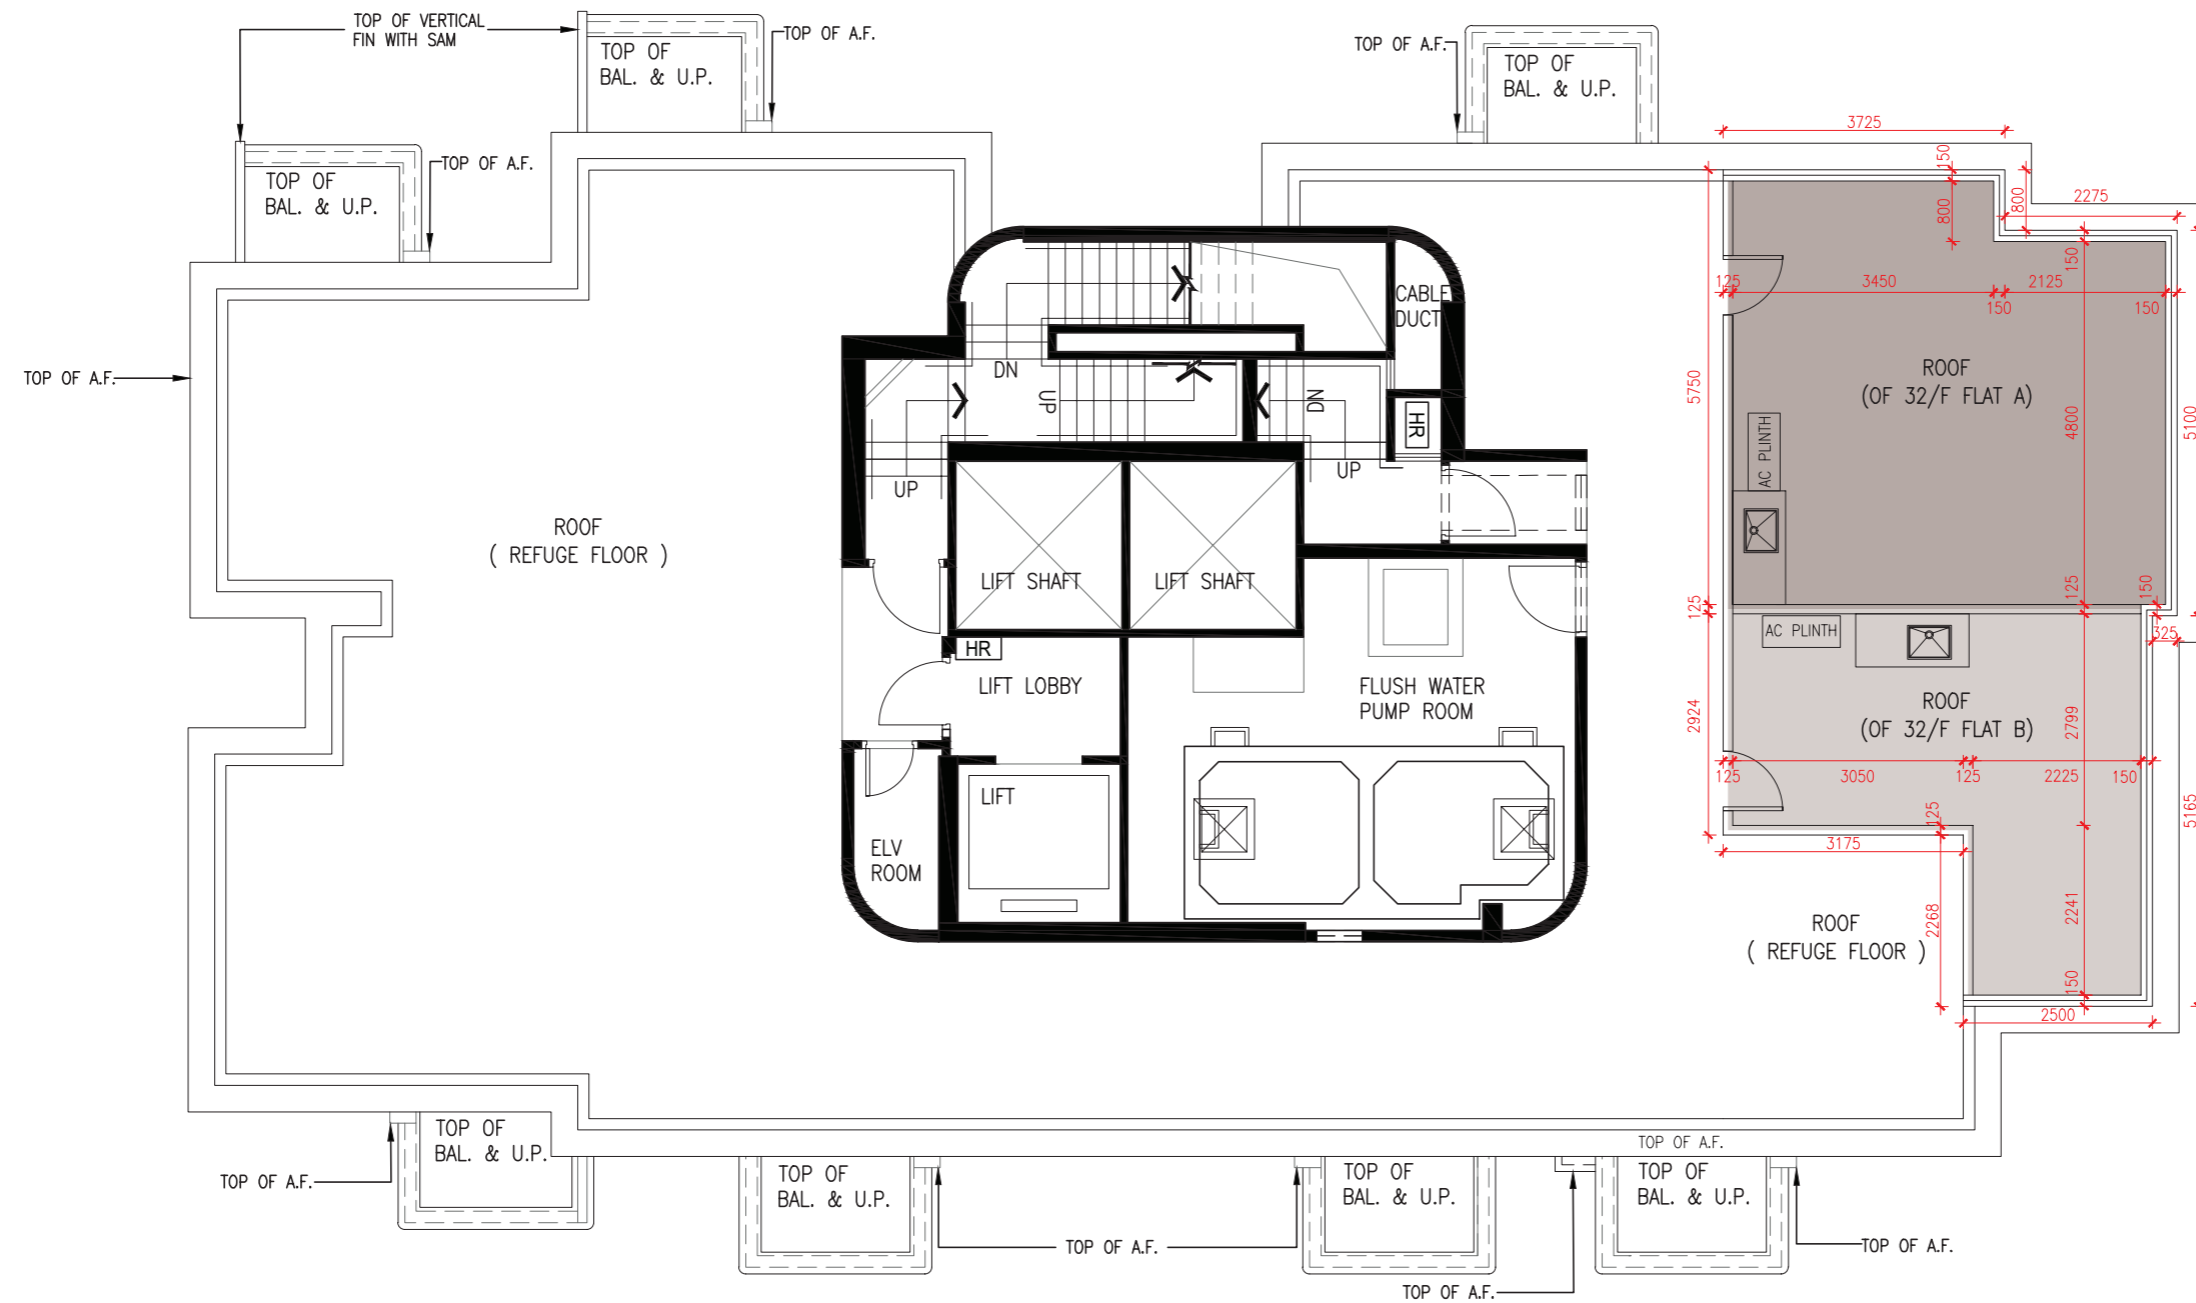 TOP OF VERTICAL
FIN WITH SAM
TOP OF
BAL. & U.P.
TOP OF A.F.
TOP OF A.F.
TOP OF
BAL. & U.P.
TOP OF
BAL. & U.P.
TOP OF A.F.
3725
150
800
800
2275
150
125
3450
2125
150
150
CABLE
DUCT
DN
UP
DN
HR
UP
UP
TOP OF A.F.
ROOF
(OF 32/F FLAT A)
5750
4800
5100
AC PLINTH
ROOF
( REFUGE FLOOR )
LIFT SHAFT
LIFT SHAFT
125
125
150
325
AC PLINTH
HR
LIFT LOBBY
FLUSH WATER
PUMP ROOM
ROOF
(OF 32/F FLAT B)
2924
2799
125
3050
125
2225
150
LIFT
ELV
ROOM
125
5165
3175
2268
2241
ROOF
( REFUGE FLOOR )
150
2500
TOP OF
BAL. & U.P.
TOP OF A.F.
TOP OF A.F.
TOP OF
BAL. & U.P.
TOP OF
BAL. & U.P.
TOP OF
BAL. & U.P.
TOP OF A.F.
TOP OF A.F.
TOP OF A.F.